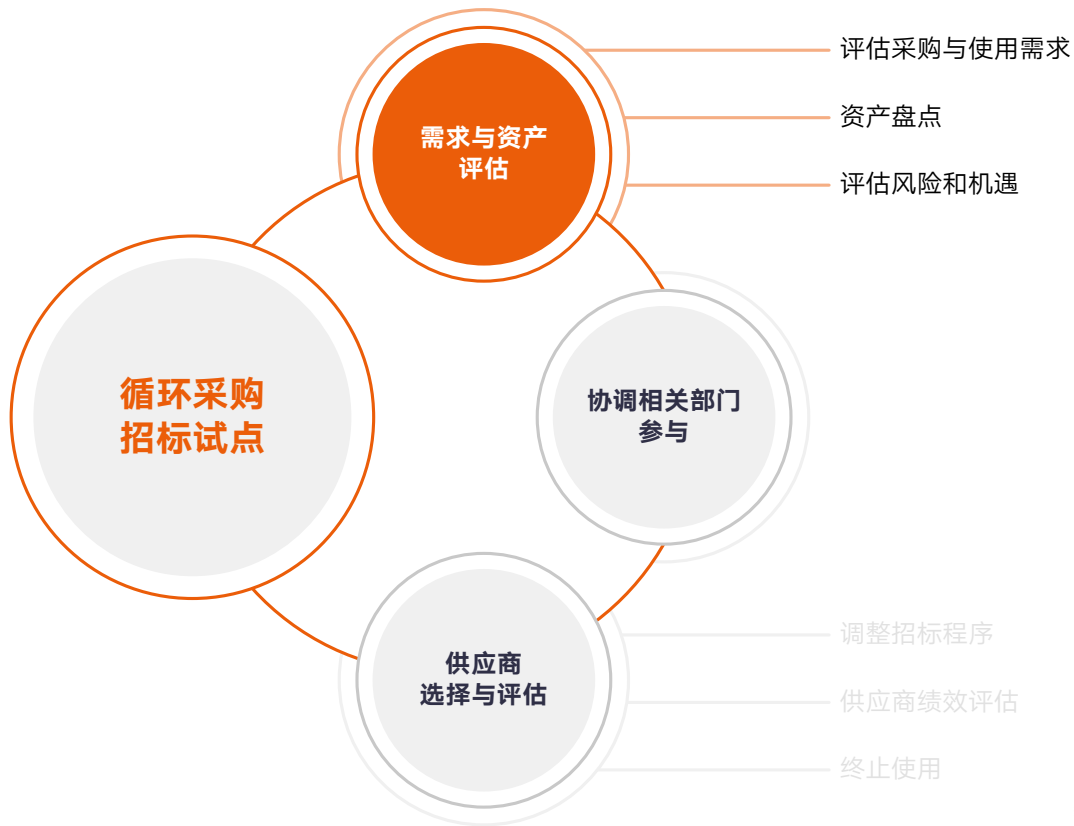 评估采购与使用需求
资产盘点
评估风险和机遇
需求与资产
评估
循环采购
招标试点
协调相关部门
参与
供应商
选择与评估
调整招标程序
供应商绩效评估
终止使用